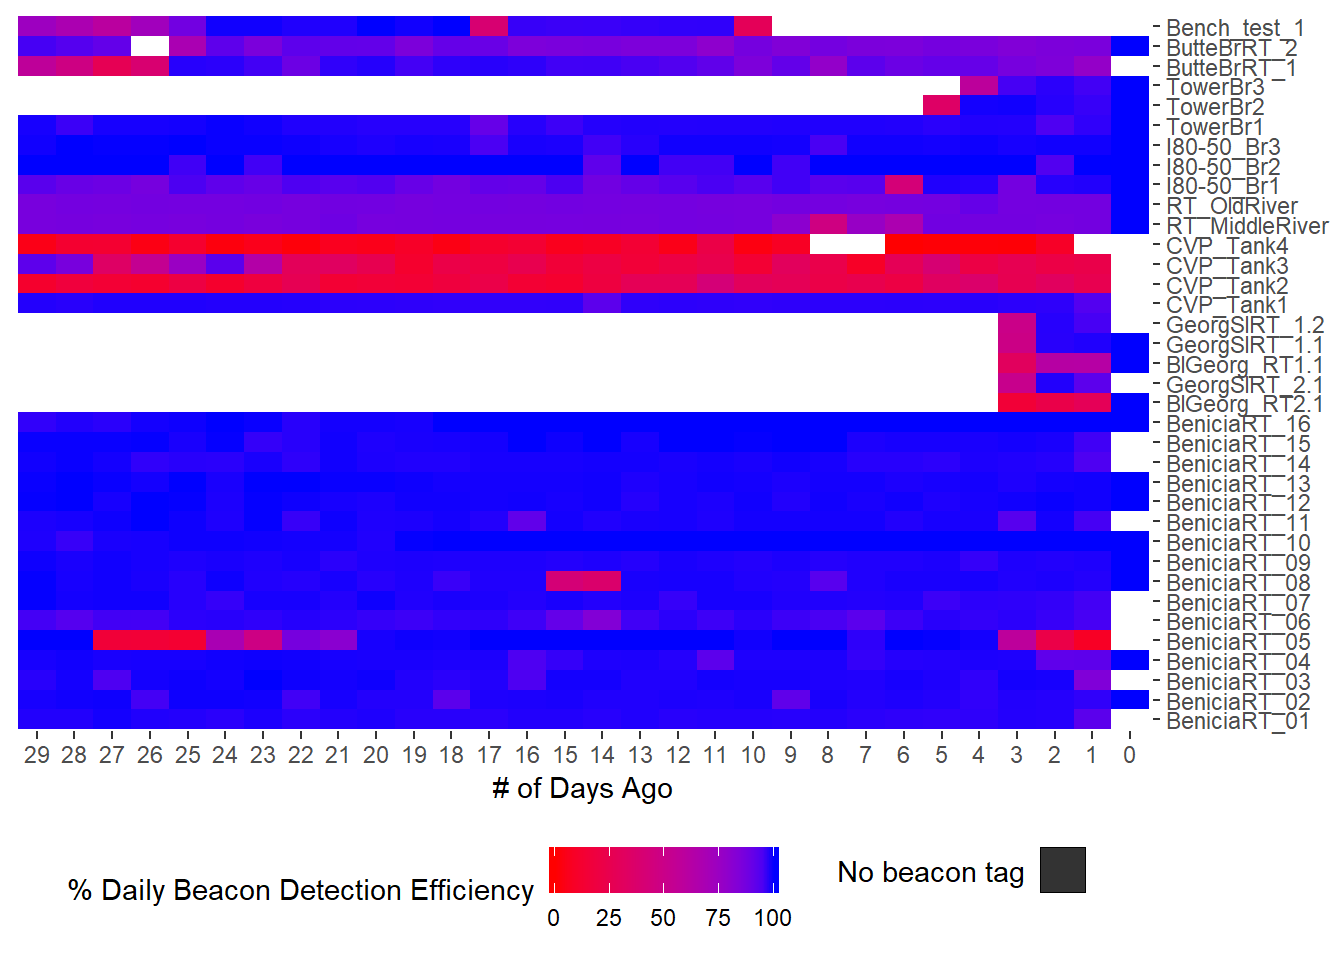 Bench_test_1
ButteBrRT_2
ButteBrRT_1
TowerBr3
TowerBr2
TowerBr1
I80-50_Br3
I80-50_Br2
I80-50_Br1
RT_OldRiver
RT_MiddleRiver
CVP_Tank4
CVP_Tank3
CVP_Tank2
CVP_Tank1
GeorgSlRT_1.2
GeorgSlRT_1.1
BlGeorg_RT1.1
GeorgSlRT_2.1
BlGeorg_RT2.1
BeniciaRT_16
BeniciaRT_15
BeniciaRT_14
BeniciaRT_13
BeniciaRT_12
BeniciaRT_11
BeniciaRT_10
BeniciaRT_09
BeniciaRT_08
BeniciaRT_07
BeniciaRT_06
BeniciaRT_05
BeniciaRT_04
BeniciaRT_03
BeniciaRT_02
BeniciaRT_01
29 28 27 26 25 24 23 22 21 20 19 18 17 16 15 14 13 12 11 10 9 8 7 6 5 4 3 2 1 0
# of Days Ago
% Daily Beacon Detection Efficiency
0 25 50 75 100
No beacon tag